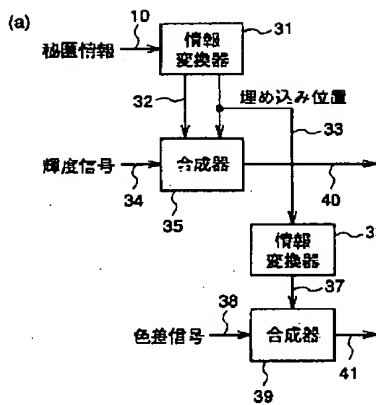 (a)
10
31
秘匿情報
情報
変換器
32
埋め込み位置
33
輝度信号
合成器
34
35
40
情報
変換器
37
38
色差信号
合成器
41
39